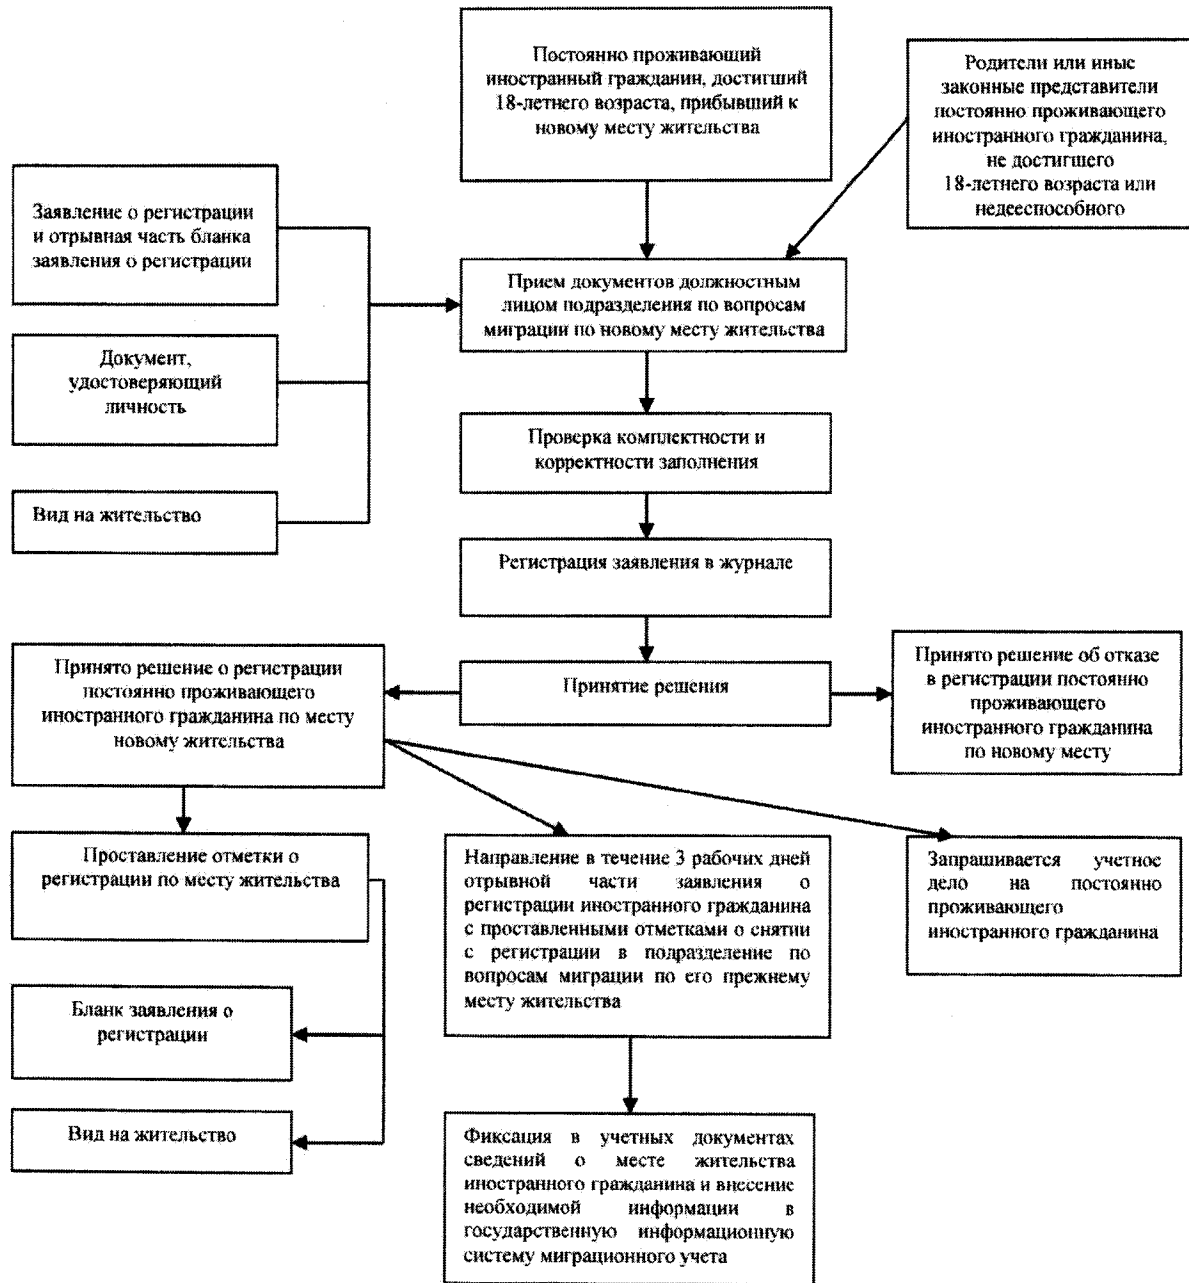 Постоянно проживающий
иностранный гражданин, достигший
18-летнего возраста, прибывший к
новому месту жительства
Родители или иные
законные представители
постоянно проживающего
иностранного гражданина,
не достигшего
18-летнего возраста или
недееспособного
Заявление о регистрации
и отрывная часть бланка
заявления о регистрации
Прием документов должностным
лицом подразделения по вопросам
миграции по новому месту жительства
Документ,
удостоверяющий
личность
Проверка комплектности и
корректности заполнения
Вид на жительство
Регистрация заявления в журнале
Принято решение о регистрации
постоянно проживающего
иностранного гражданина по месту
новому жительства
Принятие решения
Принято решение об отказе
в регистрации постоянно
проживающего
иностранного гражданина
по новому месту
Проставление отметки о
регистрации по месту жительства
Направление в течение 3 рабочих дней
отрывной части заявления о
регистрации иностранного гражданина
с проставленными отметками о снятии
с регистрации в подразделение по
вопросам миграции по его прежнему
месту жительства
Запрашивается учетное
дело на постоянно
проживающего
иностранного гражданина
Бланк заявления о
регистрации
Вид на жительство
Фиксация в учетных документах
сведений о месте жительства
иностранного гражданина и внесение
необходимой информации в
государственную информационную
систему миграционного учета